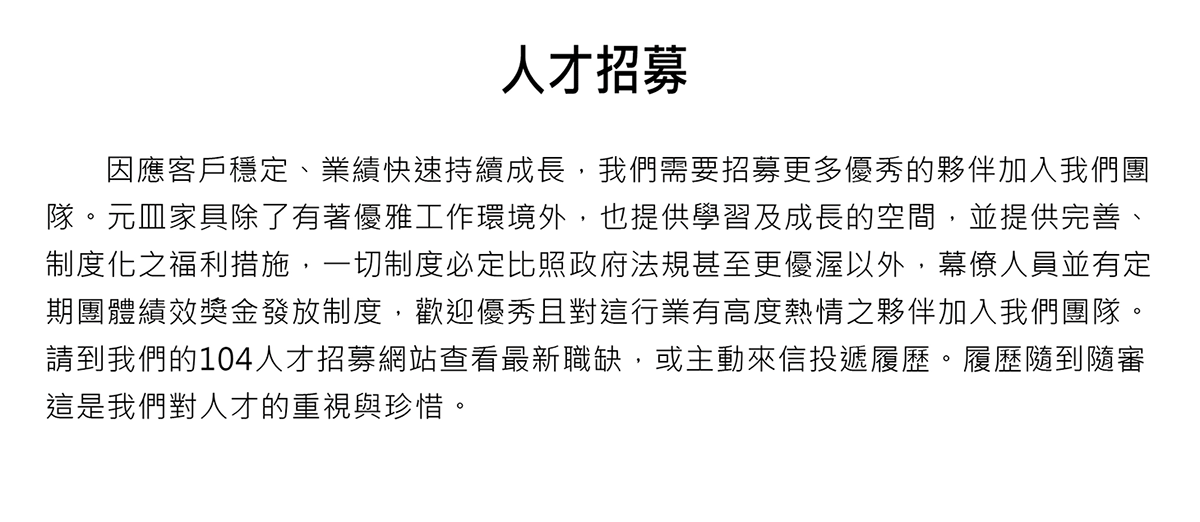 人才招募
因應客戶穩定、業績快速持續成長，我們需要招募更多優秀的夥伴加入我們團
隊。元皿家具除了有著優雅工作環境外，也提供學習及成長的空間，並提供完善、
制度化之福利措施，一切制度必定比照政府法規甚至更優渥以外，幕僚人員並有定
期團體績效獎金發放制度，歡迎優秀且對這行業有高度熱情之夥伴加入我們團隊。
請到我們的104人才招募網站查看最新職缺，或主動來信投遞履歷。履歷隨到隨審
這是我們對人才的重視與珍惜。